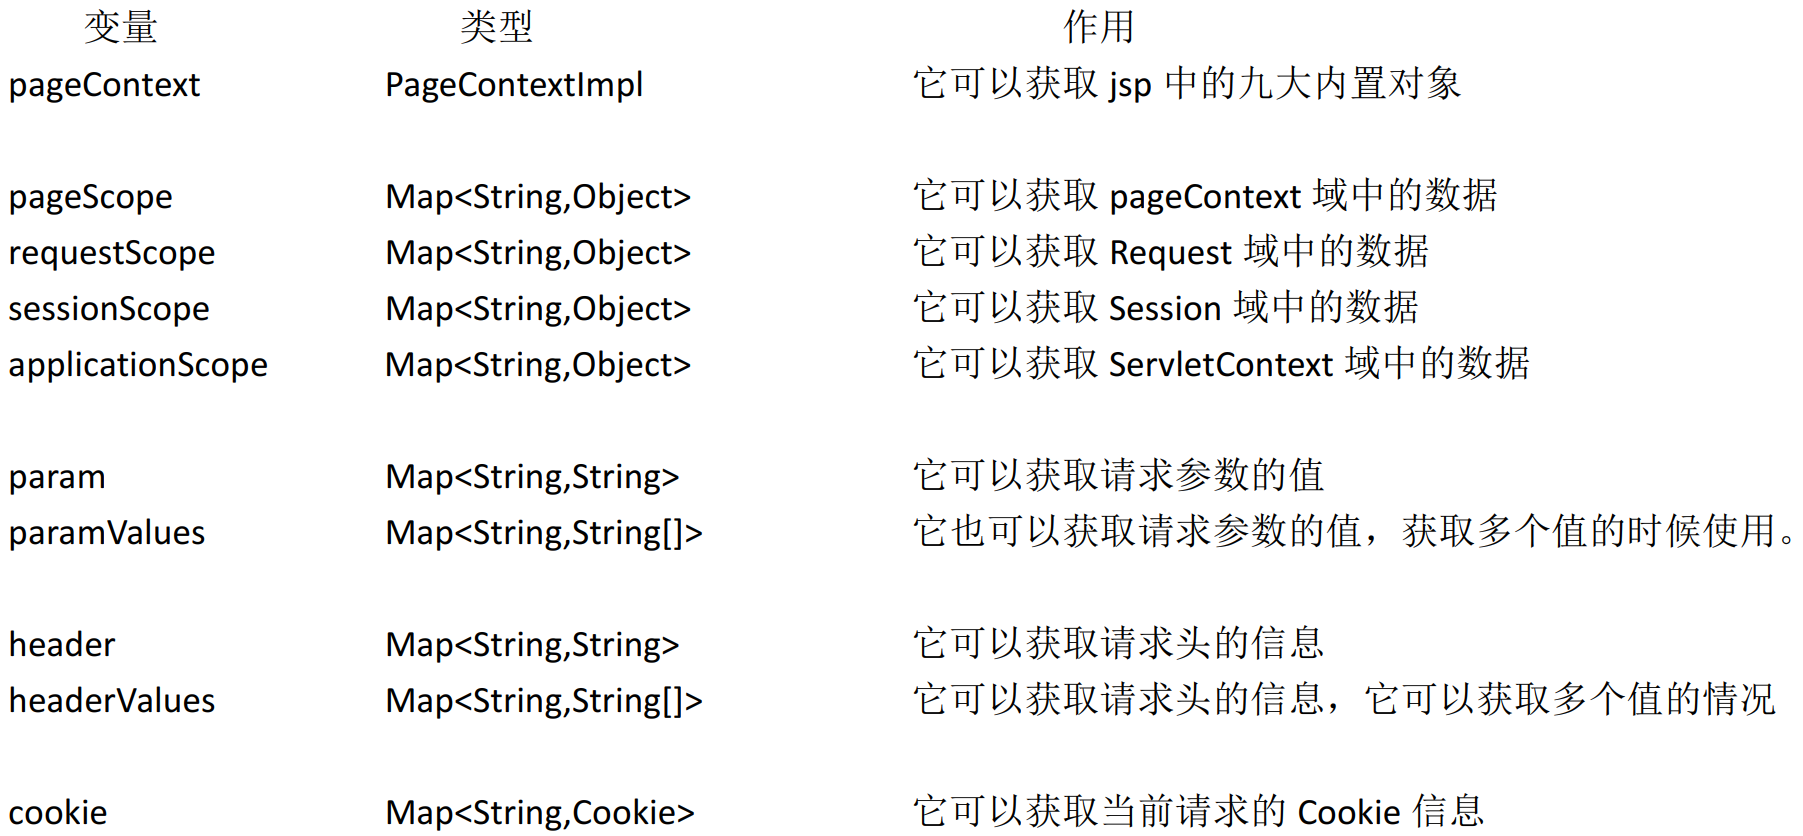 变量 类型 作用
pageContext PageContextImpl 它可以获取 jsp 中的九大内置对象
pageScope Map<String,Object> 它可以获取 pageContext 域中的数据
requestScope Map<String,Object> 它可以获取 Request 域中的数据
sessionScope Map<String,Object> 它可以获取 Session 域中的数据
applicationScope Map<String,Object> 它可以获取 ServletContext 域中的数据
param Map<String,String> 它可以获取请求参数的值
paramValues Map<String,String[]> 它也可以获取请求参数的值，获取多个值的时候使用。
header Map<String,String> 它可以获取请求头的信息
headerValues Map<String,String[]> 它可以获取请求头的信息，它可以获取多个值的情况
cookie Map<String,Cookie> 它可以获取当前请求的 Cookie 信息